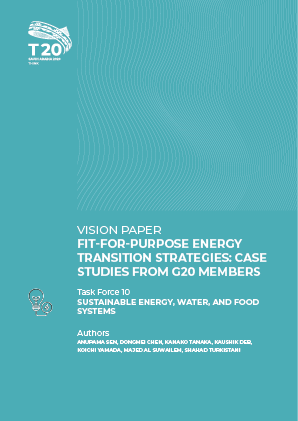 T20
SAUDI ARABIA 2020
THINK
VISION PAPER
FIT-FOR-PURPOSE ENERGY
TRANSITION STRATEGIES: CASE
STUDIES FROM G20 MEMBERS
Task Force 10
SUSTAINABLE ENERGY, WATER, AND FOOD
SYSTEMS
Authors
ANUPAMA SEN, DONGMEI CHEN, KANAKO TANAKA, KAUSHIK DEB,
KOICHI YAMADA, MAJED AL SUWAILEM, SHAHAD TURKISTANI